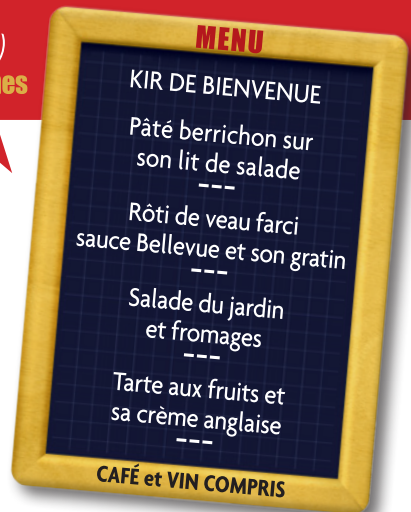 MENU
KIR DE BIENVENUE
Pâté berrichon sur
son lit de salade
---
Rôti de veau farci
sauce Bellevue et son gratin
---
Salade du jardin
et fromages
---
Tarte aux fruits et
sa crème anglaise
---
CAFÉ et VIN COMPRIS